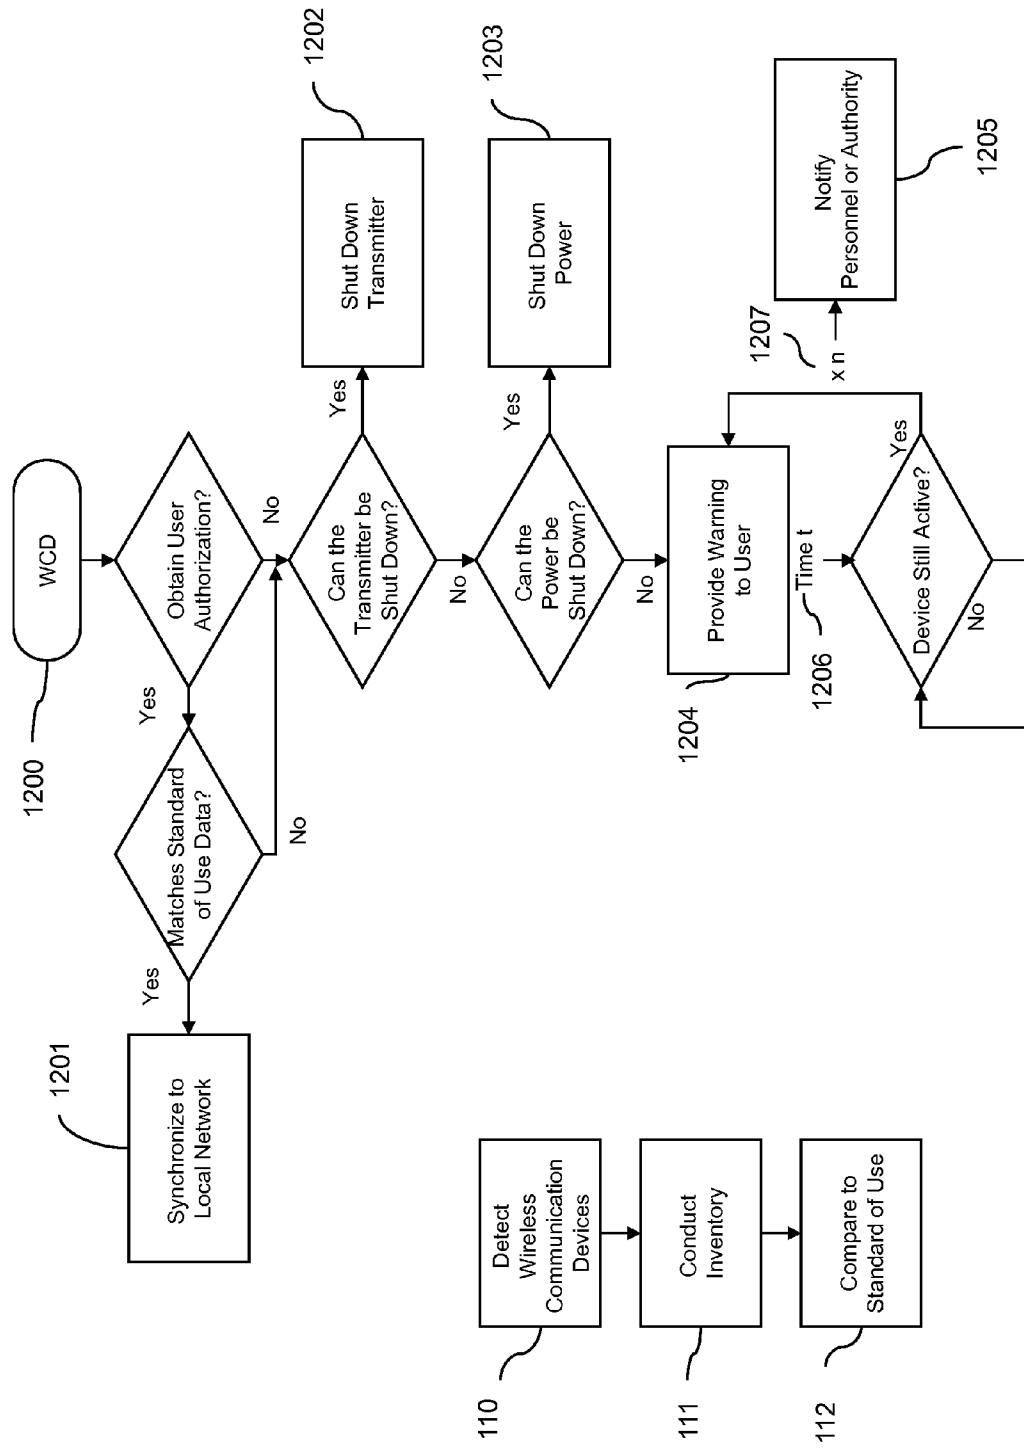 1200
WCD
Obtain User
Authorization?
Yes
No
Matches Standard
of Use Data?
Yes
No
1201
Synchronize to
Local Network
Can the
Transmitter be
Shut Down?
Yes
No
1202
Shut Down
Transmitter
Can the
Power be
Shut Down?
Yes
No
1203
Shut Down
Power
1204
Provide Warning
to User
1206
Time t
Device Still Active?
Yes
No
1207
x n
Notify
Personnel or Authority
1205
110
Detect
Wireless
Communication
Devices
111
Conduct
Inventory
112
Compare to
Standard of Use